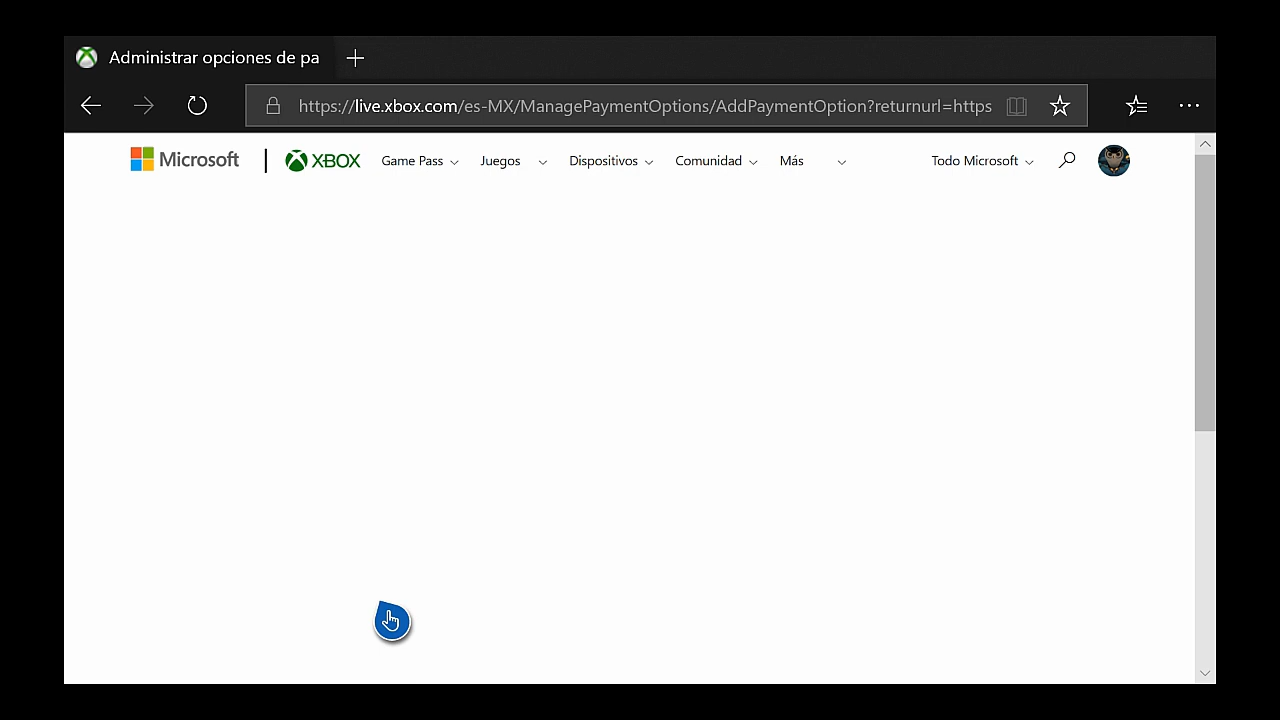 Administrar opciones de pa
https://live.xbox.com/es-MX/ManagePaymentOptions/AddPaymentOption?returnurl=https
Microsoft | XBOX Game Pass Juegos Dispositivos Comunidad Más Todo Microsoft